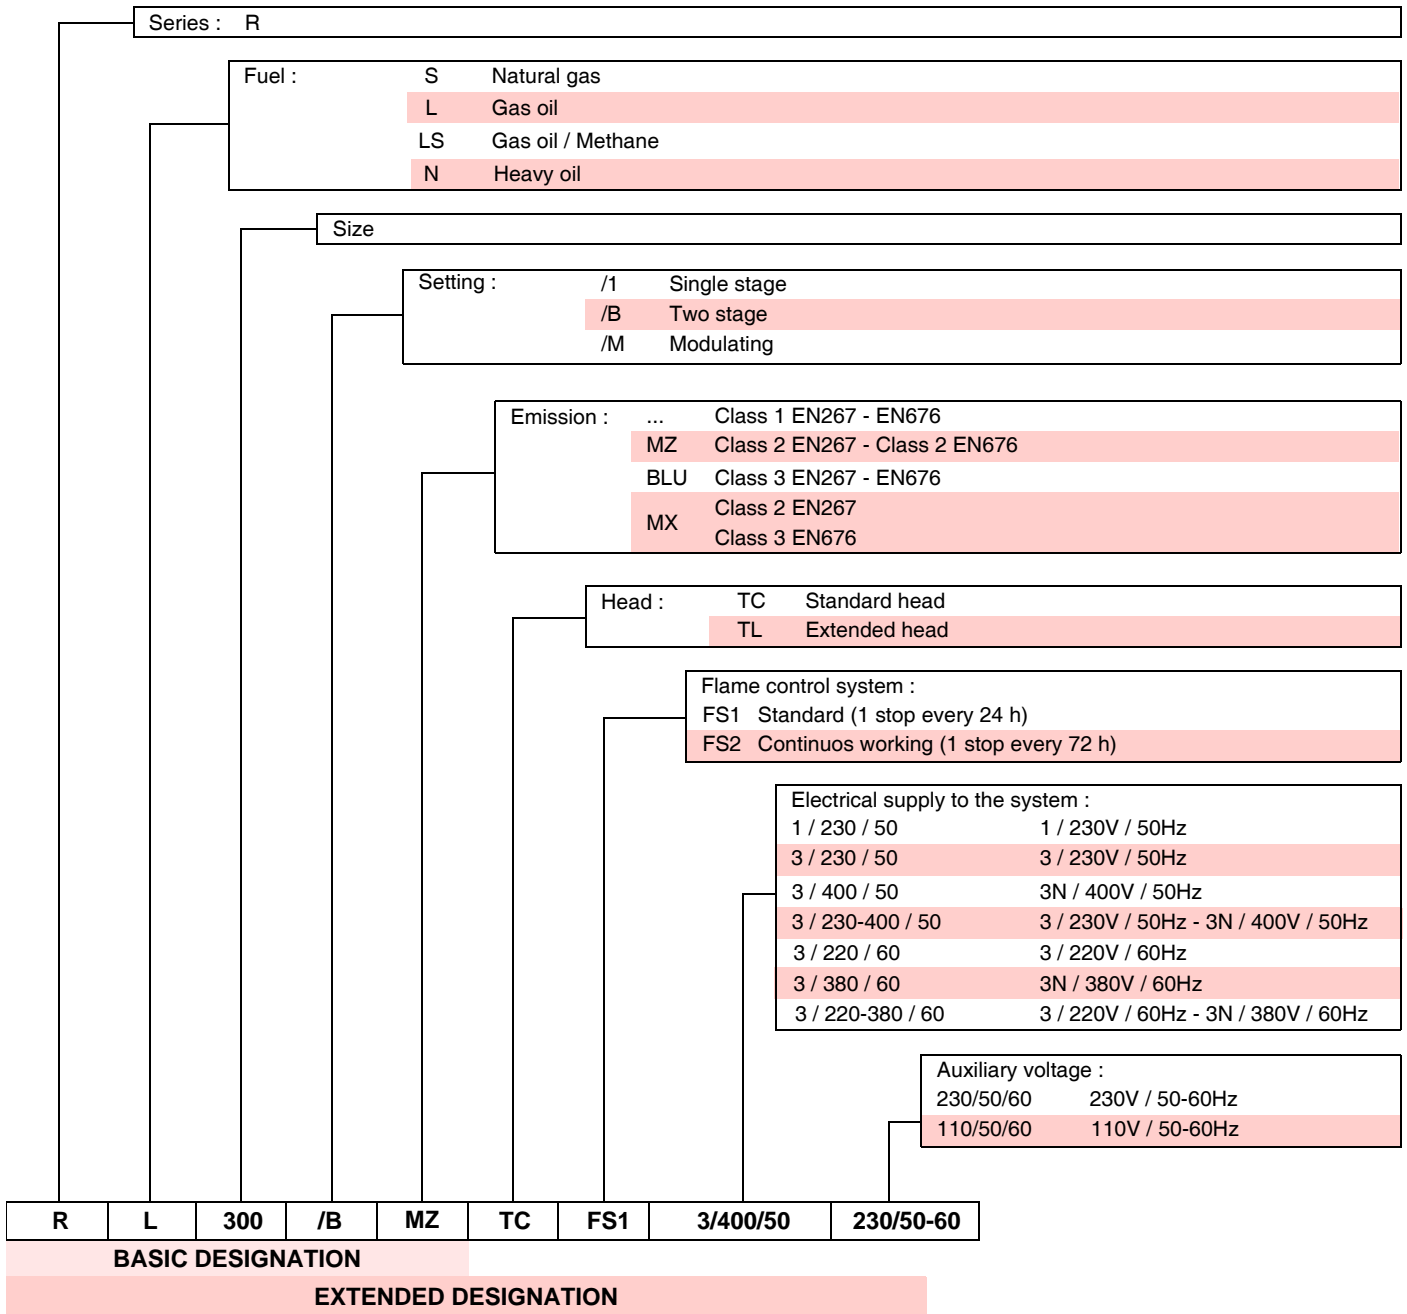 Series : R
Fuel : S Natural gas
L Gas oil
LS Gas oil / Methane
N Heavy oil
Size
Setting : /1 Single stage
/B Two stage
/M Modulating
Emission : ... Class 1 EN267 - EN676
MZ Class 2 EN267 - Class 2 EN676
BLU Class 3 EN267 - EN676
MX Class 2 EN267
Class 3 EN676
Head : TC Standard head
TL Extended head
Flame control system :
FS1 Standard (1 stop every 24 h)
FS2 Continuos working (1 stop every 72 h)
Electrical supply to the system :
1 / 230 / 50 1 / 230V / 50Hz
3 / 230 / 50 3 / 230V / 50Hz
3 / 400 / 50 3N / 400V / 50Hz
3 / 230-400 / 50 3 / 230V / 50Hz - 3N / 400V / 50Hz
3 / 220 / 60 3 / 220V / 60Hz
3 / 380 / 60 3N / 380V / 60Hz
3 / 220-380 / 60 3 / 220V / 60Hz - 3N / 380V / 60Hz
Auxiliary voltage :
230/50/60 230V / 50-60Hz
110/50/60 110V / 50-60Hz
R L 300 /B MZ TC FS1 3/400/50 230/50-60
BASIC DESIGNATION
EXTENDED DESIGNATION